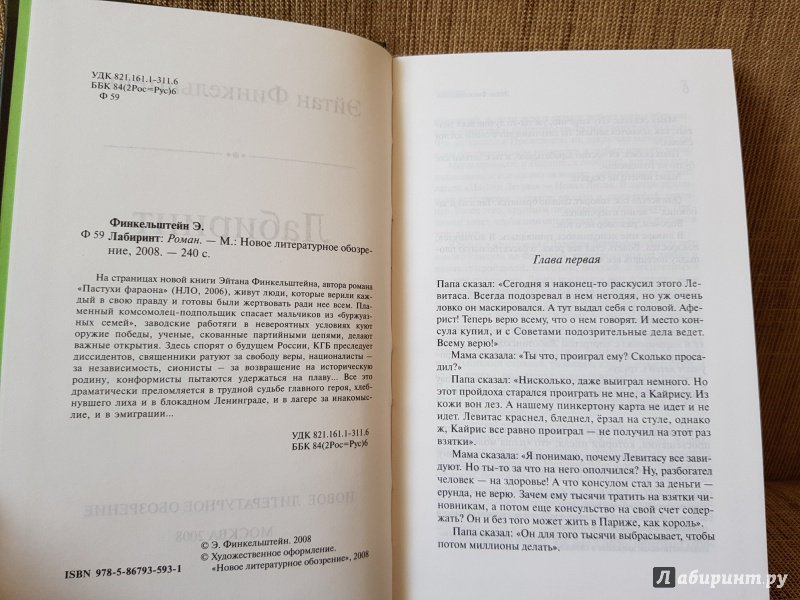 УДК 821.161.1-311.6
ББК 84(2Рос=Рус)6
Ф 59
Финкельштейн Э.
Ф 59 Лабиринт: Роман. — М.: Новое литературное обозре-
ние, 2008. — 240 с.
На страницах новой книги Эйтана Финкельштейна, автора романа
«Пастухи фараона» (НЛО, 2006), живут люди, которые верили каж-
дый в свою правду и готовы были жертвовать ради нее всем. Пла-
менный комсомолец-подпольщик спасает мальчиков из «буржуаз-
ных семей», заводские работяги в невероятных условиях куют
оружие победы, ученые, скованные партийными цепями, делают
важные открытия. Здесь спорят о будущем России, КГБ преследует
диссидентов, священники ратуют за свободу веры, националисты —
за независимость, сионисты — за возвращение на историческую
родину, конформисты пытаются удержаться на плаву... Все это
драматически преломляется в трудной судьбе главного героя, хлеб-
нувшего лиха и в блокадном Ленинграде, и в лагере за инакомыс-
лие, и в эмиграции...
УДК 821.161.1-311.6
ББК 84(2Рос=Рус)6
© Э. Финкельштейн. 2008
© Художественное оформление.
ISBN 978-5-86793-593-1 «Новое литературное обозрение», 2008
Глава первая
Папа сказал: «Сегодня я наконец-то раскусил этого Ле-
витаса. Всегда подозревал в нем негодяя, но уж очень
ловко он маскировался. А тут выдал себя с головой. Афе-
рист! Теперь верю всему, что о нем говорят. И место кон-
сула купил, и с Советами подозрительные дела ведет.
Всему верю!»
Мама сказала: «Ты что, проиграл ему? Сколько проса-
дил?»
Папа сказал: «Нисколько, даже выиграл немного. Но
этот пройдоха старался проиграть не мне, а Кайрису. Из
кожи вон лез. А нашему пинкертону карта не идет и не
идет. Левитас краснел, бледнел, ёрзал на стуле, однако
ж, Кайрис все равно проиграл — не получил на этот раз
взятки».
Мама сказала: «Я понимаю, почему Левитасу все зави-
дуют. Но ты-то за что на него ополчился? Ну, разбогател
человек — на здоровье! А что консулом стал за деньги —
ерунда, не верю. Зачем ему тысячи тратить на взятки чи-
новникам, а потом еще консульство на свой счет содер-
жать? Он и без того может жить в Париже, как король».
Папа сказал: «Он для того тысячи выбрасывает, чтобы
потом миллионы делать».
Лабиринт.ру